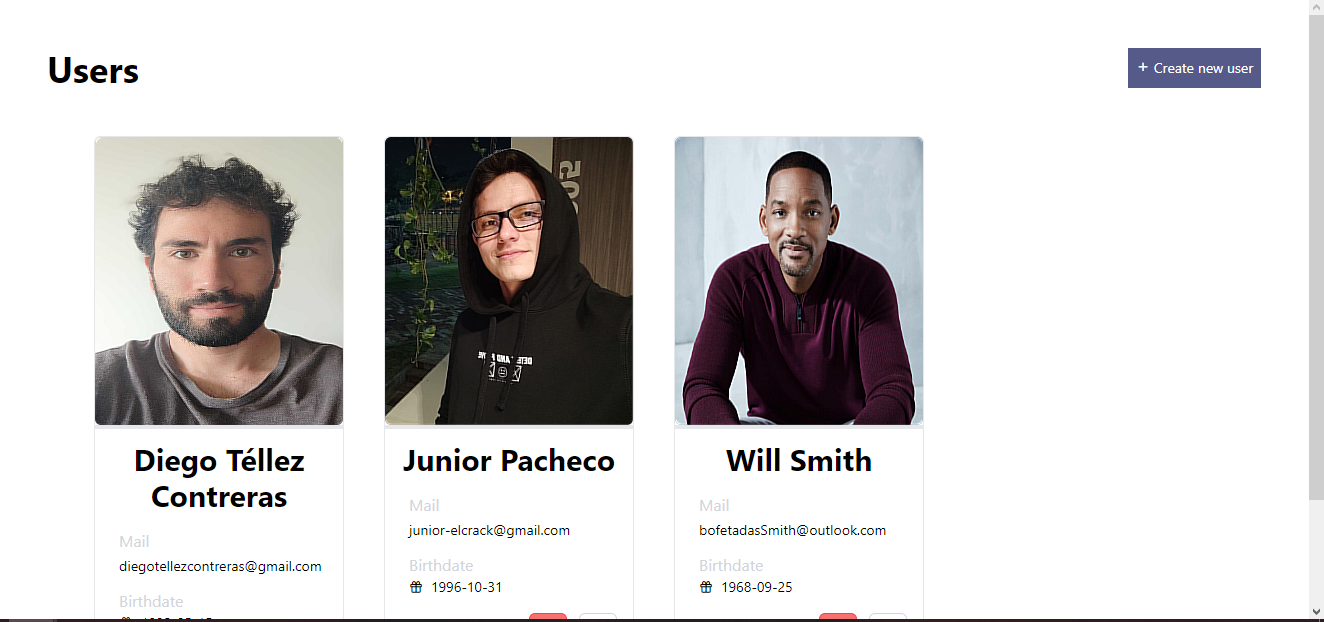 Users
+ Create new user
Diego Téllez
Contreras
Mail
diegotellezcontreras@gmail.com
Birthdate
Junior Pacheco
Mail
junior-elcrack@gmail.com
Birthdate
1996-10-31
Will Smith
Mail
bofetadasSmith@outlook.com
Birthdate
1968-09-25